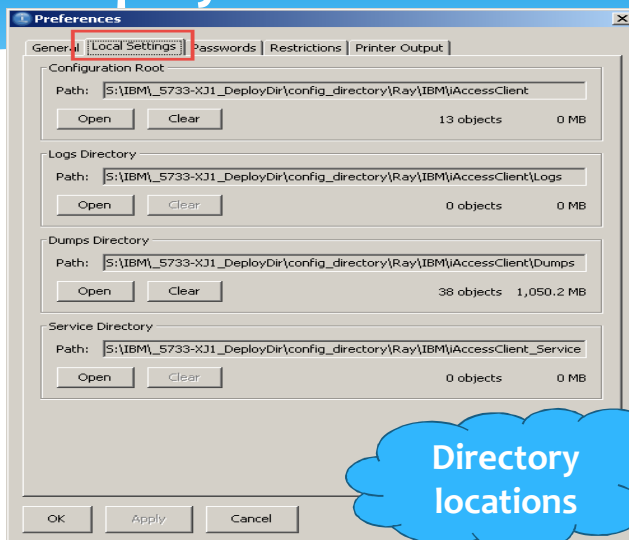 Preferences
General Local Settings Passwords Restrictions Printer Output
Configuration Root
Path: S:\IBM\_5733-XJ1_DeployDir\config_directory\Ray\IBM\iAccessClient
Open Clear 13 objects 0 MB
Logs Directory
Path: S:\IBM\_5733-XJ1_DeployDir\config_directory\Ray\IBM\iAccessClient\Logs
Open Clear 0 objects 0 MB
Dumps Directory
Path: S:\IBM\_5733-XJ1_DeployDir\config_directory\Ray\IBM\iAccessClient\Dumps
Open Clear 38 objects 1,050.2 MB
Service Directory
Path: S:\IBM\_5733-XJ1_DeployDir\config_directory\Ray\IBM\iAccessClient_Service
Open Clear 0 objects 0 MB
Directory
locations
OK Apply Cancel